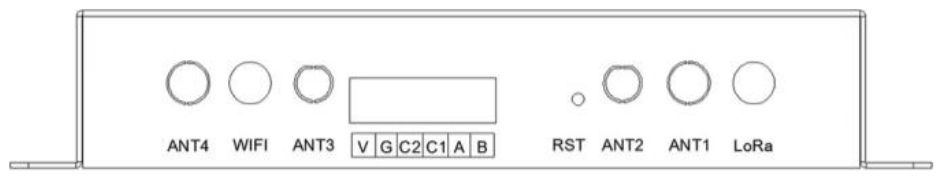 ANT4 WIFI ANT3 V G C2 C1 A B RST ANT2 ANT1 LoRa